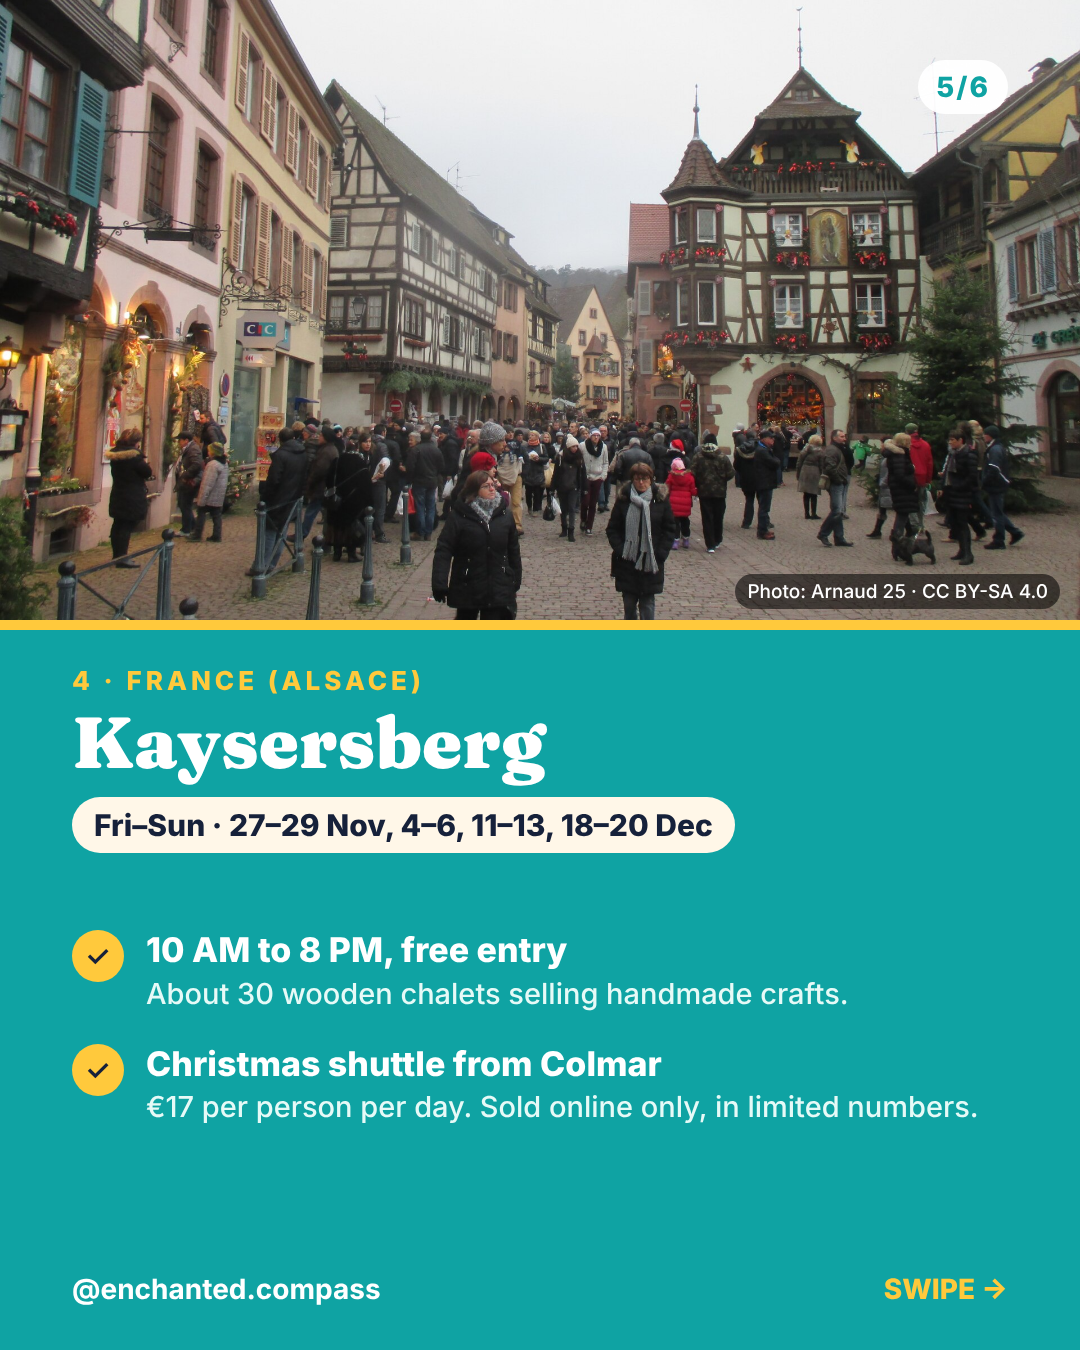 5/6
CIC
Photo: Arnaud 25 · CC BY-SA 4.0
4 · FRANCE (ALSACE)
Kaysersberg
Fri–Sun · 27–29 Nov, 4–6, 11–13, 18–20 Dec
10 AM to 8 PM, free entry
About 30 wooden chalets selling handmade crafts.
Christmas shuttle from Colmar
€17 per person per day. Sold online only, in limited numbers.
@enchanted.compass
SWIPE →